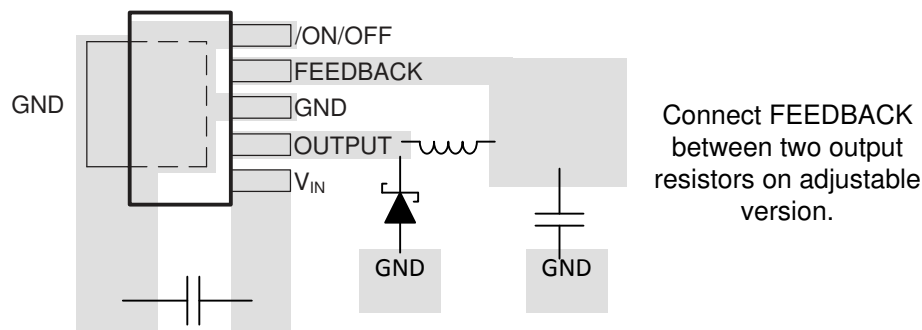 /ON/OFF
FEEDBACK
GND
GND
OUTPUT
VIN
GND
GND
Connect FEEDBACK
between two output
resistors on adjustable
version.